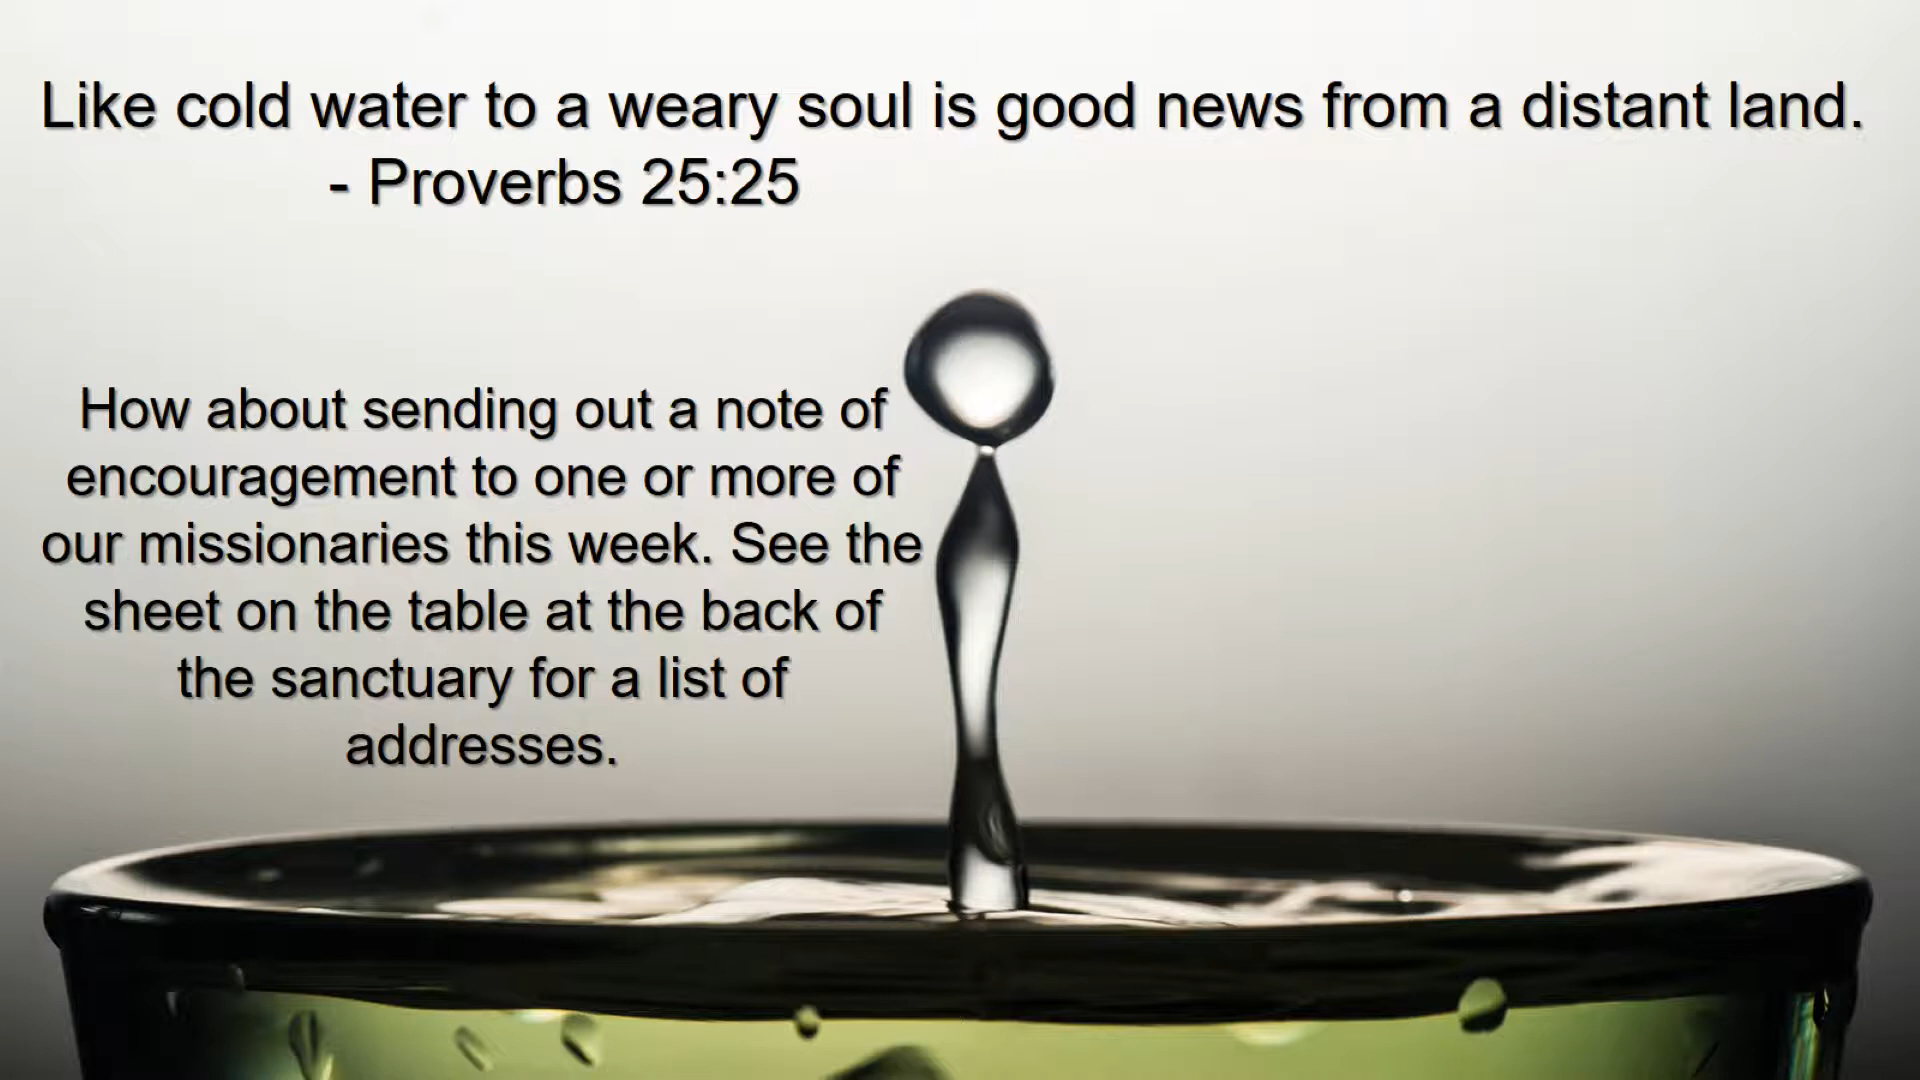 Like cold water to a weary soul is good news from a distant land.
- Proverbs 25:25
How about sending out a note of
encouragement to one or more of
our missionaries this week. See the
sheet on the table at the back of
the sanctuary for a list of
addresses.